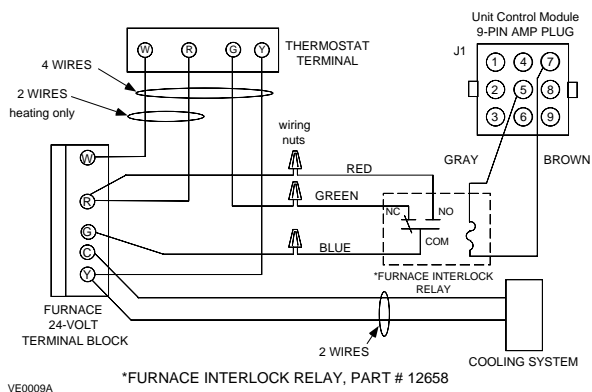 Unit Control Module
9-PIN AMP PLUG
J1
1 4 7
2 5 8
3 6 9
W R G Y
THERMOSTAT
TERMINAL
4 WIRES
2 WIRES
heating only
wiring
nuts
W
R
G
C
Y
RED
GREEN
BLUE
GRAY
BROWN
NC
NO
COM
*FURNACE INTERLOCK
RELAY
FURNACE
24-VOLT
TERMINAL BLOCK
2 WIRES
COOLING SYSTEM
*FURNACE INTERLOCK RELAY, PART # 12658
VE0009A